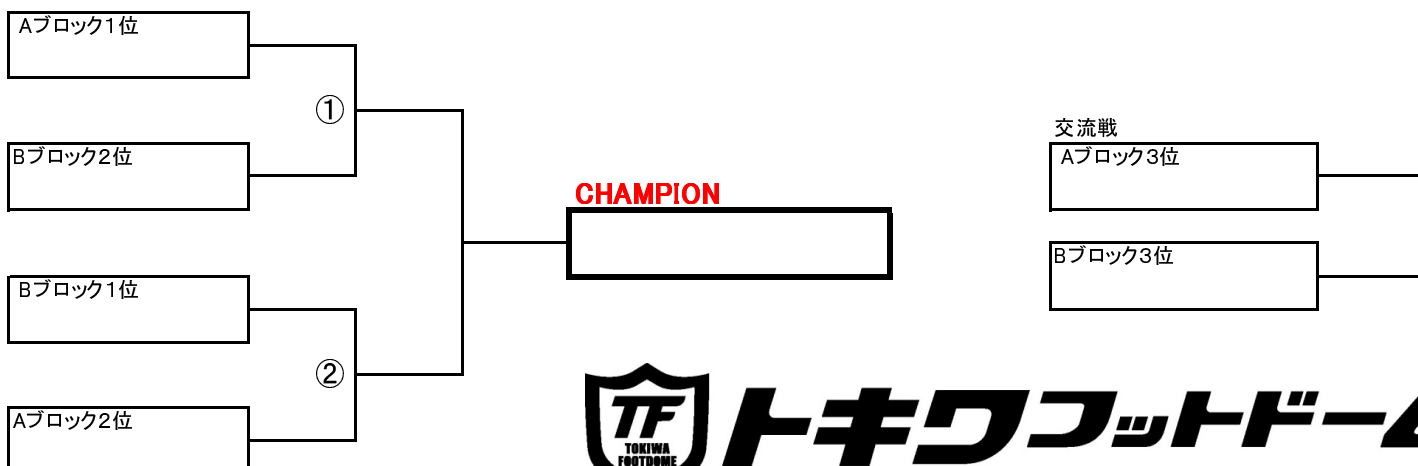 Aブロック1位
①
Bブロック2位
CHAMPION
Bブロック1位
②
Aブロック2位
交流戦
Aブロック3位
Bブロック3位
TF
TOKIWA
FOOTDOME
トキワフットドーム